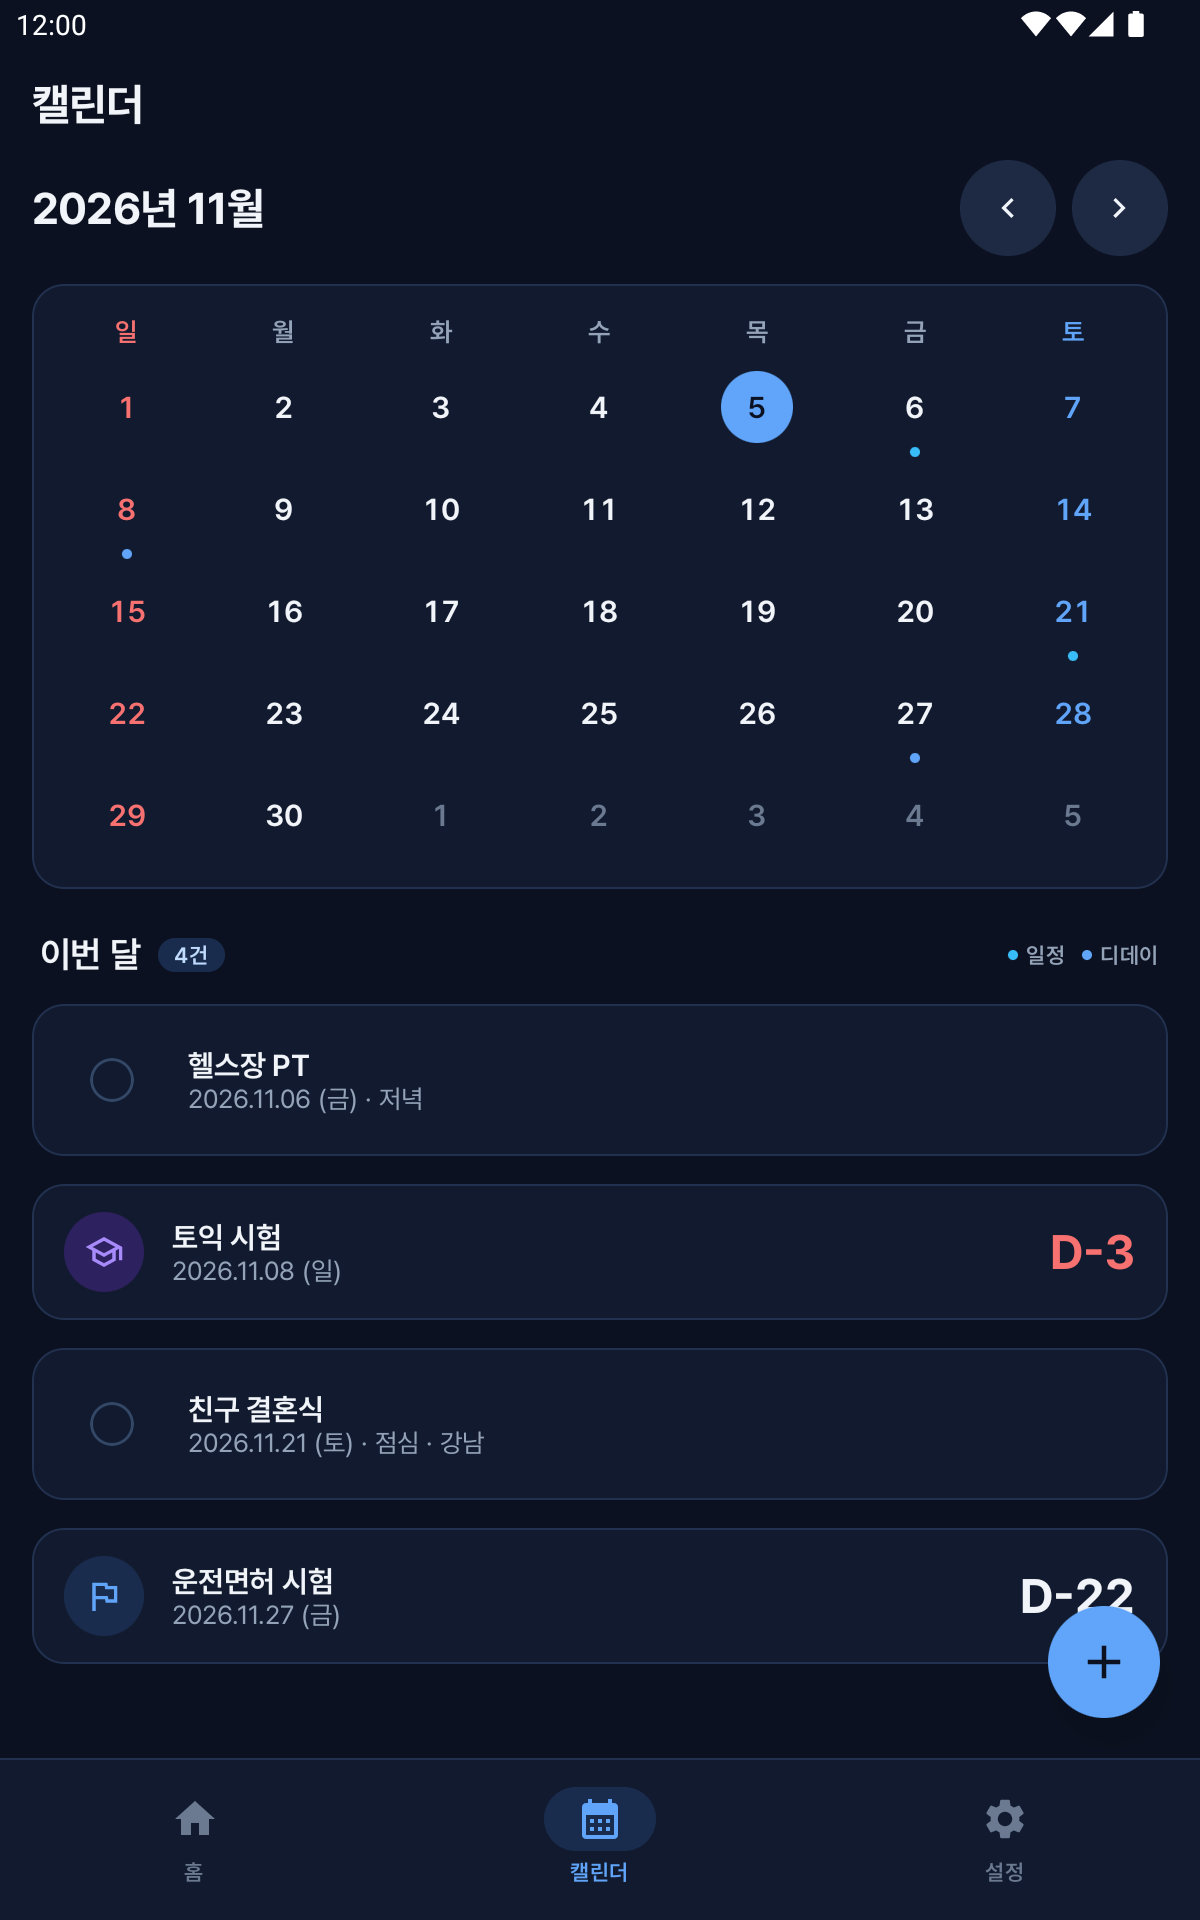 12:00
캘린더
2026년 11월
일 월 화 수 목 금 토
1 2 3 4 5 6 7
8 9 10 11 12 13 14
15 16 17 18 19 20 21
22 23 24 25 26 27 28
29 30 1 2 3 4 5
이번 달 4건 일정 디데이
헬스장 PT
2026.11.06 (금) · 저녁
토익 시험
2026.11.08 (일)
D-3
친구 결혼식
2026.11.21 (토) · 점심 · 강남
운전면허 시험
2026.11.27 (금)
D-22
홈 캘린더 설정